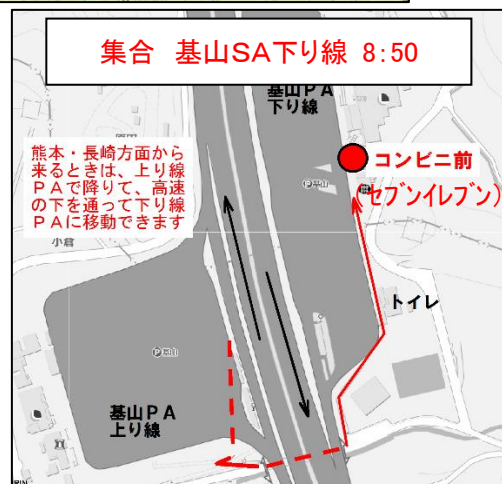 集合 基山SA下り線 8:50
基山PA
下り線
熊本・長崎方面から
来るときは、上り線
PAで降りて、高速
の下を通って下り線
PAに移動できます
コンビニ前
(セブンイレブン)
小倉
トイレ
基山PA
上り線